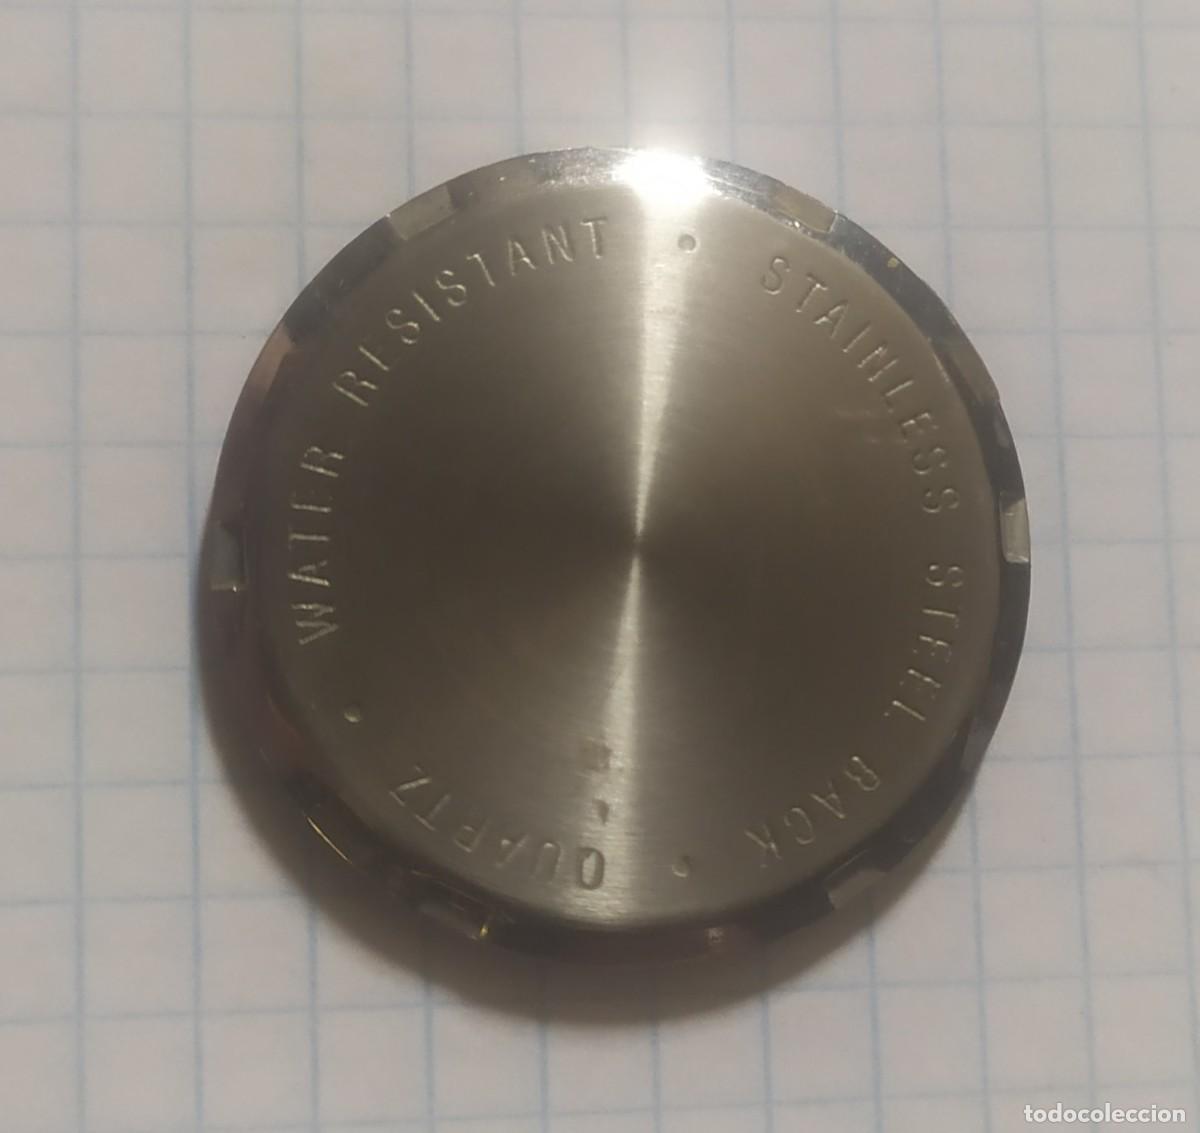 WATER RESISTANT • STAINLESS STEEL BACK • QUARTZ •
todocoleccion